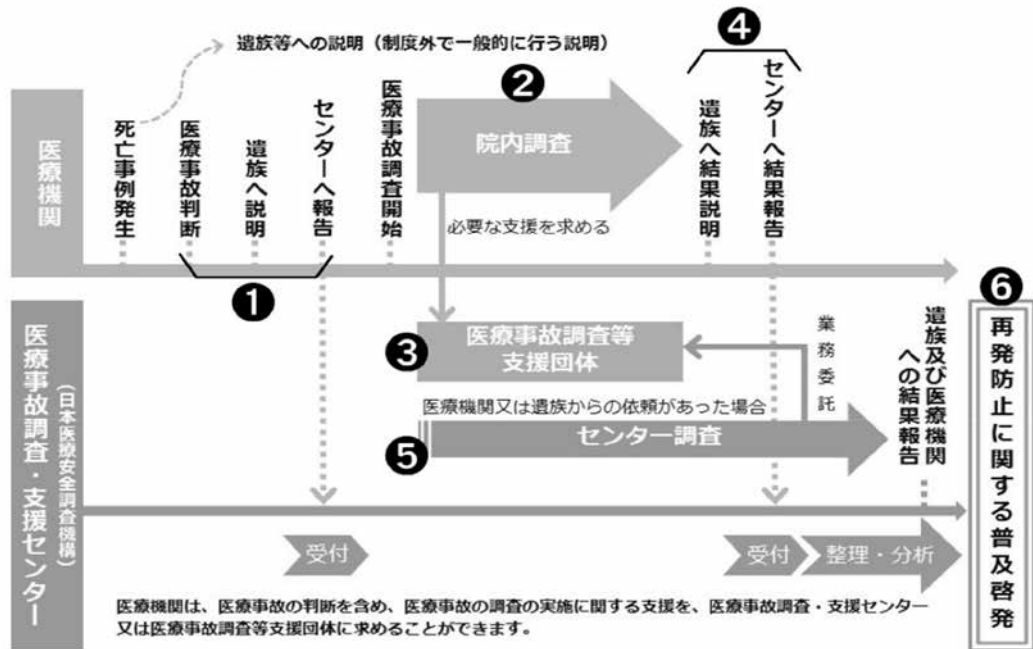 遺族等への説明（制度外で一般的に行う説明）
医療機関
死亡事例発生
医療事故判断
遺族へ説明
センターへ報告
医療事故調査開始
❷
院内調査
❹
遺族へ結果説明
センターへ結果報告
必要な支援を求める
❶
❸
医療事故調査等
支援団体
業務委託
医療機関又は遺族からの依頼があった場合
❺
センター調査
遺族及び医療機関
への結果報告
❻
再発防止に関する普及啓発
医療事故調査・支援センター
（日本医療安全調査機構）
受付
受付
整理・分析
医療機関は、医療事故の判断を含め、医療事故の調査の実施に関する支援を、医療事故調査・支援センター
又は医療事故調査等支援団体に求めることができます。